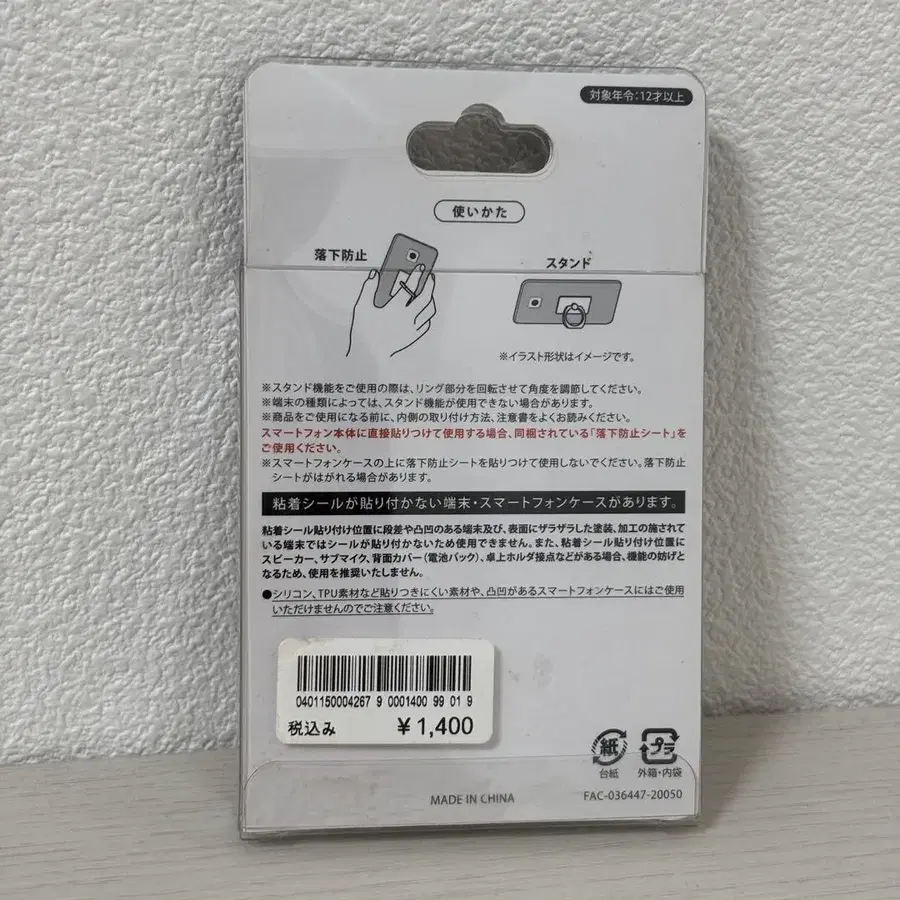 対象年令:12才以上
使いかた
落下防止
スタンド
※イラスト形状はイメージです。
※スタンド機能をご使用の際は、リング部分を回転させて角度を調節してください。
※端末の種類によっては、スタンド機能が使用できない場合があります。
※商品をご使用になる前に、内側の取り付け方法、注意書をよくお読みください。
スマートフォン本体に直接貼りつけて使用する場合、同梱されている「落下防止シート」を
ご使用ください。
※スマートフォンケースの上に落下防止シートを貼りつけて使用しないでください。落下防止
シートがはがれる場合があります。
粘着シールが貼り付かない端末・スマートフォンケースがあります。
粘着シール貼り付け位置に段差や凸凹のある端末及び、表面にザラザラした塗装、加工の施されて
いる端末ではシールが貼り付かないため使用できません。また、粘着シール貼り付け位置に
スピーカー、サブマイク、背面カバー(電池パック)、卓上ホルダ接点などがある場合、機能の妨げと
なるため、使用を推奨いたしません。
●シリコン、TPU素材など貼りつきにくい素材や、凸凹があるスマートフォンケースにはご使用
いただけませんのでご注意ください。
0401150004267 9 0001400 99 01 9
税込み ¥1,400
紙 プラ
台紙 外箱・内袋
MADE IN CHINA FAC-036447-20050